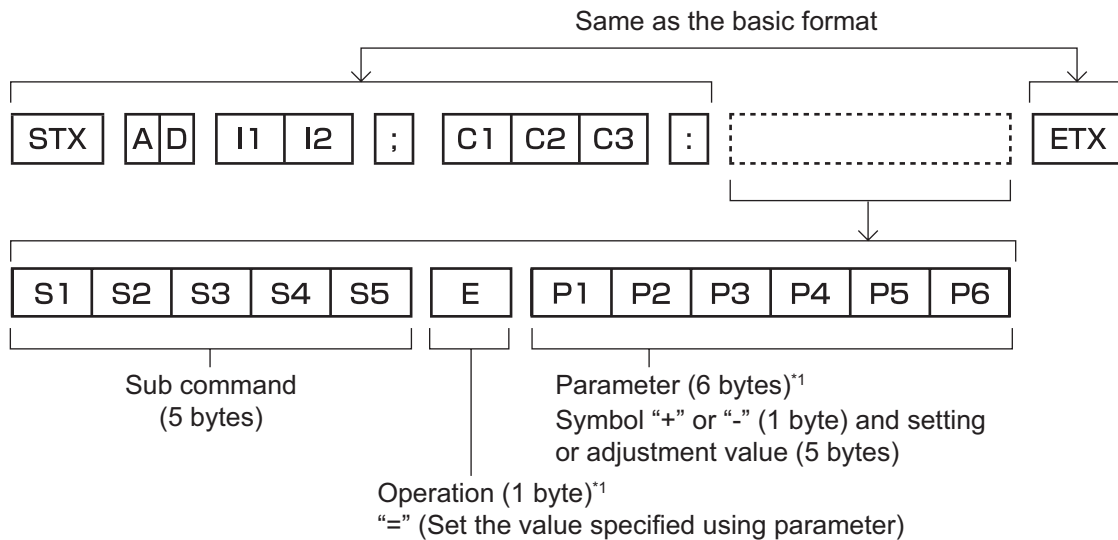 Same as the basic format
STX A D I1 I2 ; C1 C2 C3 : ETX
S1 S2 S3 S4 S5 E P1 P2 P3 P4 P5 P6
Sub command
(5 bytes)
Parameter (6 bytes)*1
Symbol “+” or “-” (1 byte) and setting
or adjustment value (5 bytes)
Operation (1 byte)*1
“=” (Set the value specified using parameter)